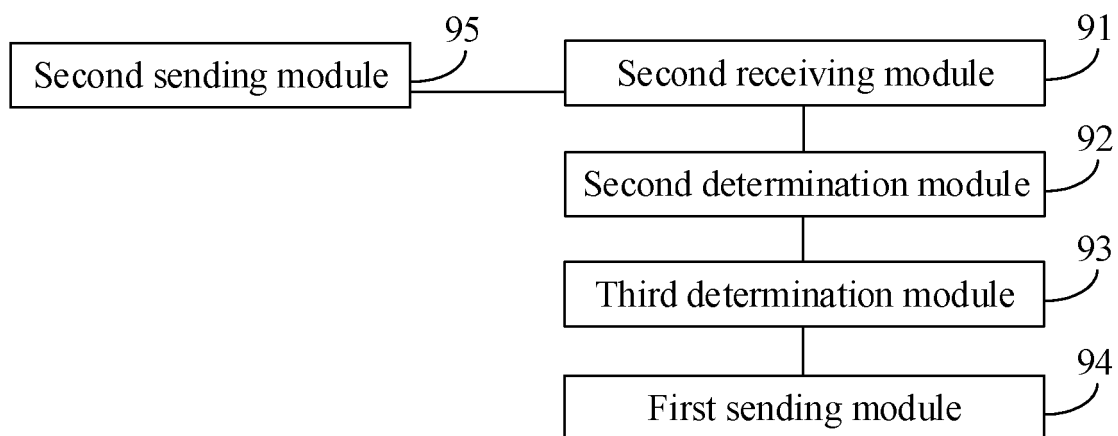 95
Second sending module
91
Second receiving module
92
Second determination module
93
Third determination module
94
First sending module